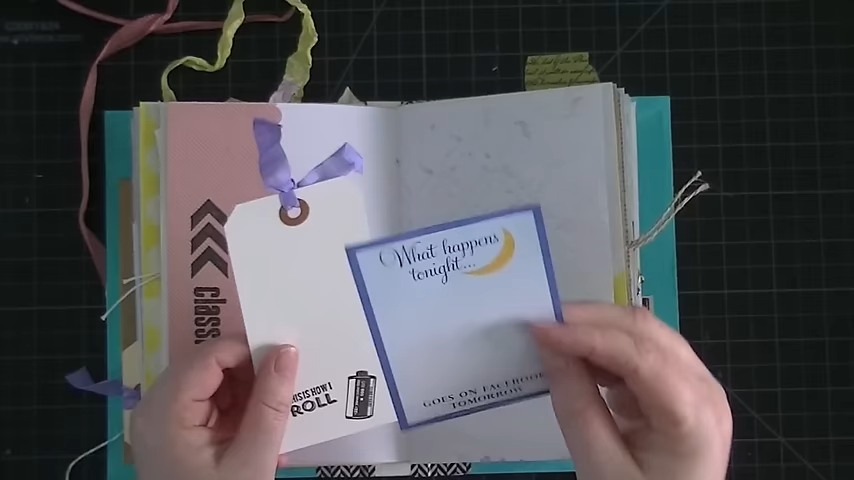 What happens
tonight...
GOES ON FACEBOOK
TOMORROW
THIS IS HOW I
ROLL
class